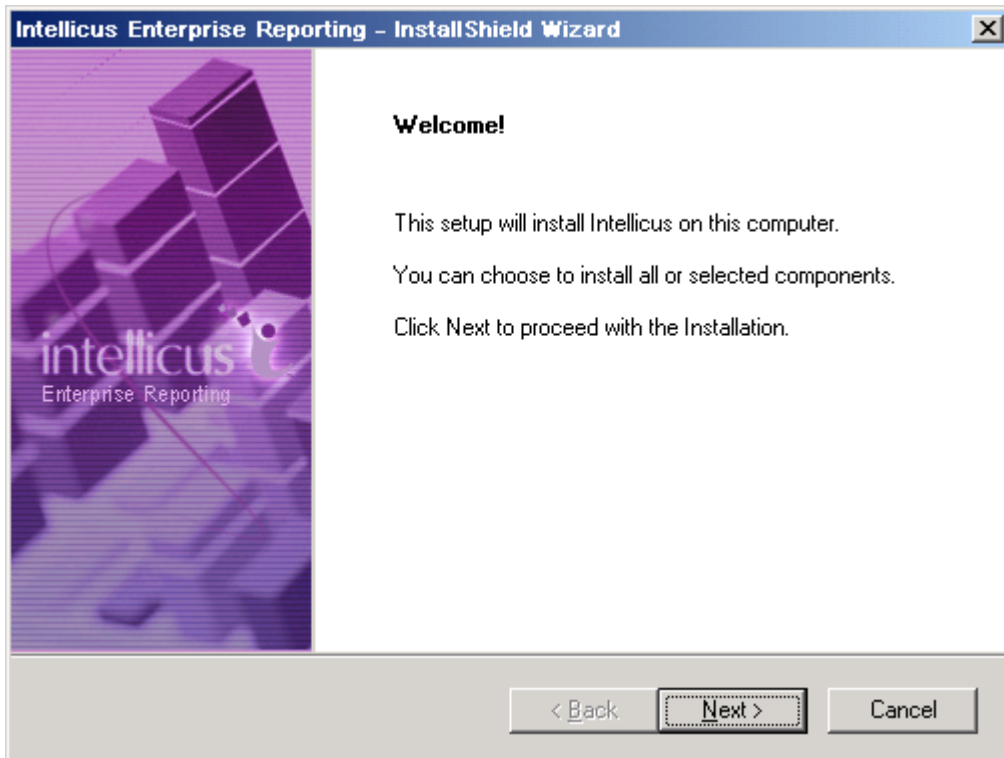 Intellicus Enterprise Reporting - InstallShield Wizard
Welcome!
This setup will install Intellicus on this computer.
You can choose to install all or selected components.
Click Next to proceed with the Installation.
intellicus
Enterprise Reporting
< Back
Next >
Cancel